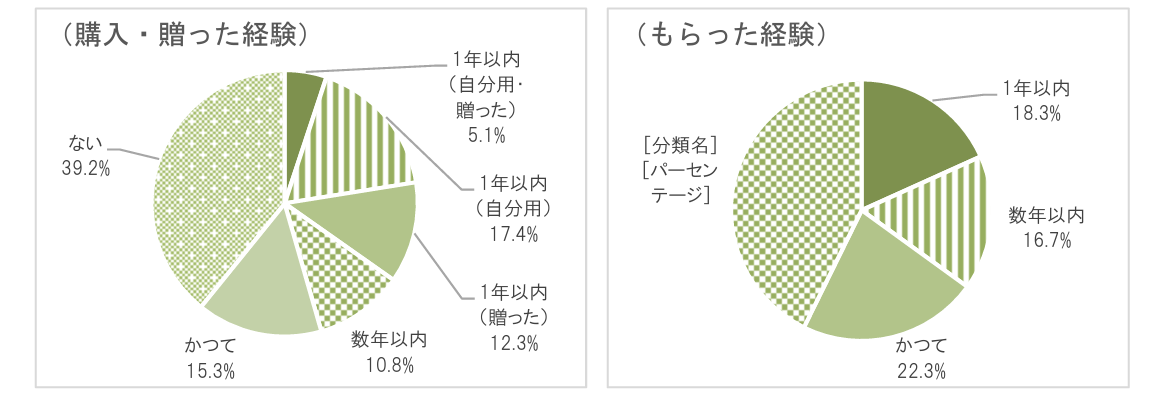 （購入・贈った経験）
1年以内
（自分用･
贈った）
5.1%
1年以内
（自分用）
17.4%
1年以内
（贈った）
12.3%
数年以内
10.8%
かつて
15.3%
ない
39.2%
（もらった経験）
1年以内
18.3%
数年以内
16.7%
かつて
22.3%
[分類名]
[パーセン
テージ]